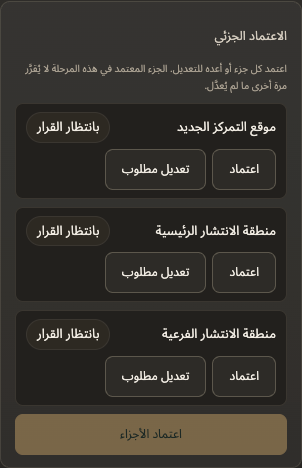 الاعتماد الجزئي
اعتمد كل جزء أو أعده للتعديل. الجزء المعتمد في هذه المرحلة لا يُقرَّر
مرة أخرى ما لم يُعدَّل.
موقع التمركز الجديد
بانتظار القرار
اعتماد
تعديل مطلوب
منطقة الانتشار الرئيسية
بانتظار القرار
اعتماد
تعديل مطلوب
منطقة الانتشار الفرعية
بانتظار القرار
اعتماد
تعديل مطلوب
اعتماد الأجزاء